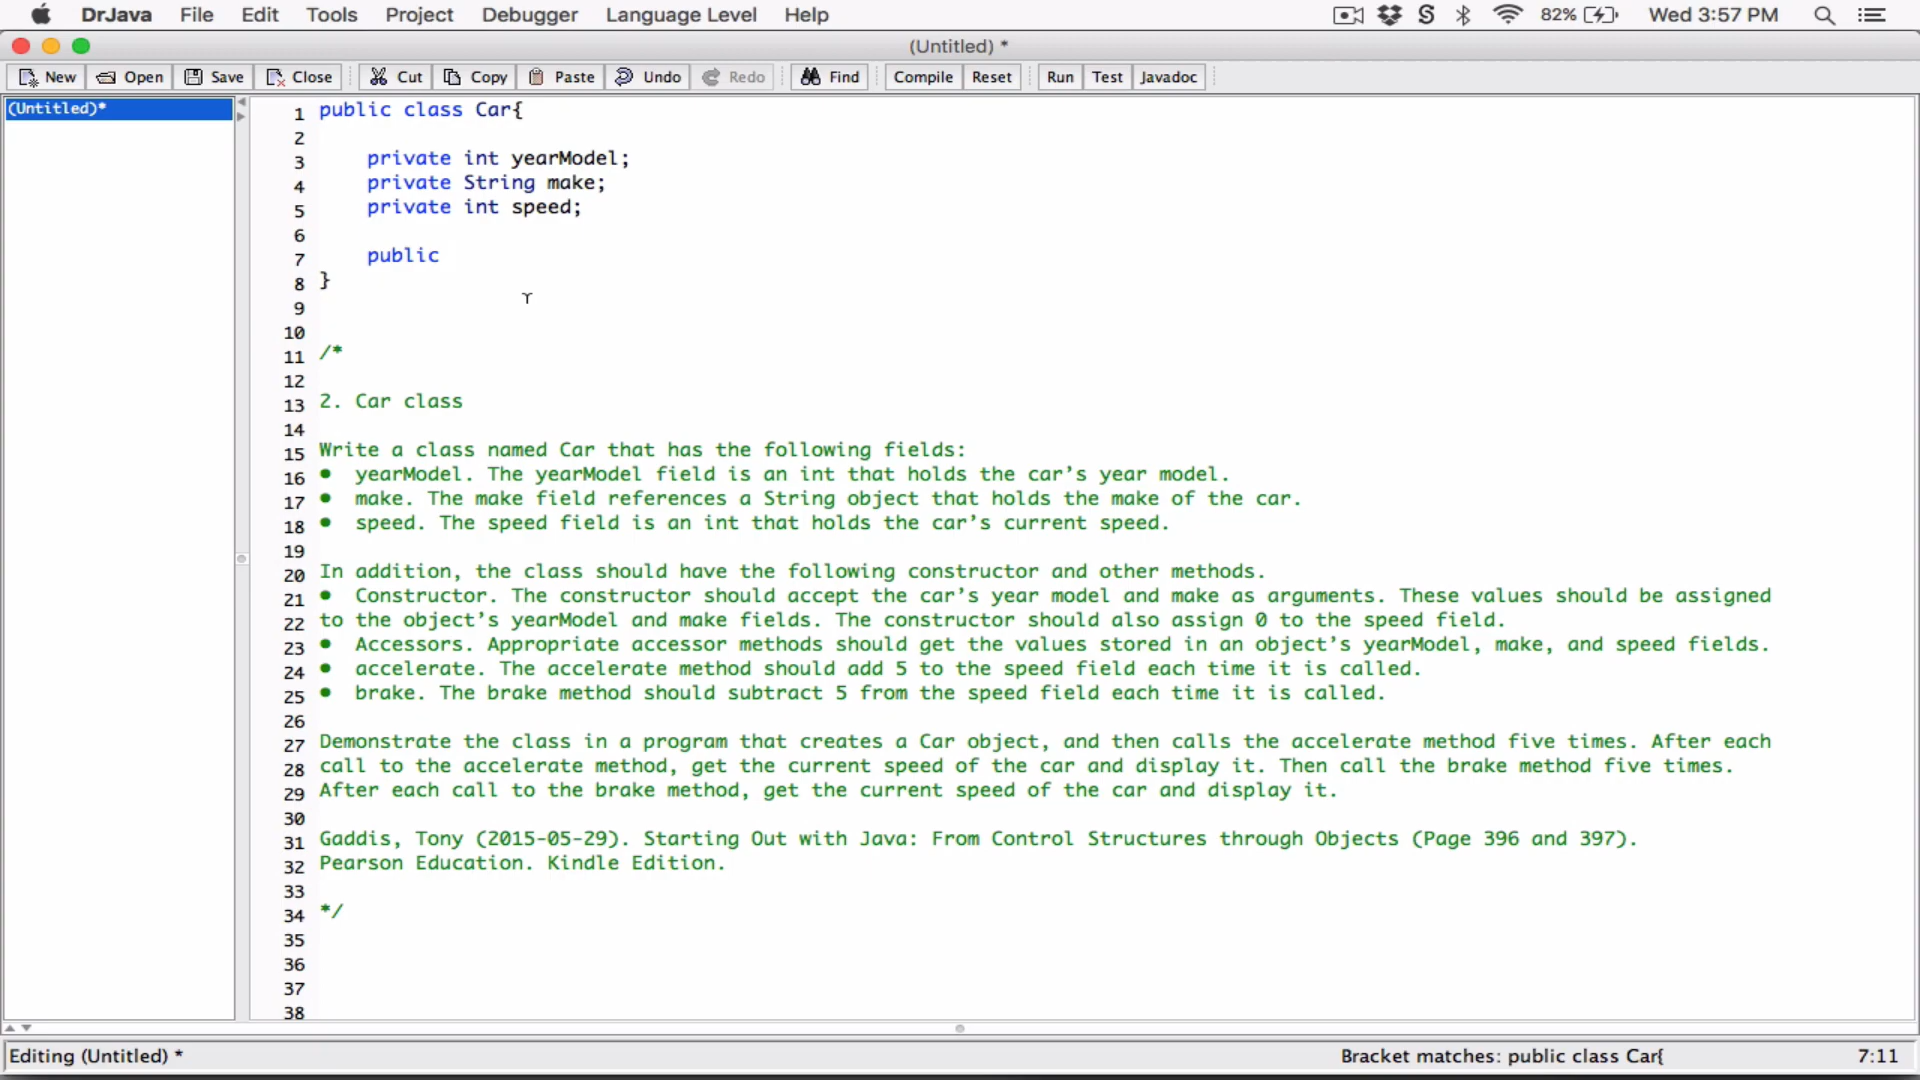 DrJava File Edit Tools Project Debugger Language Level Help 82% Wed 3:57 PM
(Untitled) *
New Open Save Close Cut Copy Paste Undo Redo Find Compile Reset Run Test Javadoc
(Untitled)*
1 public class Car{
2
3 private int yearModel;
4 private String make;
5 private int speed;
6
7 public
8 }
9
10
11 /*
12
13 2. Car class
14
15 Write a class named Car that has the following fields:
16 • yearModel. The yearModel field is an int that holds the car’s year model.
17 • make. The make field references a String object that holds the make of the car.
18 • speed. The speed field is an int that holds the car’s current speed.
19
20 In addition, the class should have the following constructor and other methods.
21 • Constructor. The constructor should accept the car’s year model and make as arguments. These values should be assigned
22 to the object’s yearModel and make fields. The constructor should also assign 0 to the speed field.
23 • Accessors. Appropriate accessor methods should get the values stored in an object’s yearModel, make, and speed fields.
24 • accelerate. The accelerate method should add 5 to the speed field each time it is called.
25 • brake. The brake method should subtract 5 from the speed field each time it is called.
26
27 Demonstrate the class in a program that creates a Car object, and then calls the accelerate method five times. After each
28 call to the accelerate method, get the current speed of the car and display it. Then call the brake method five times.
29 After each call to the brake method, get the current speed of the car and display it.
30
31 Gaddis, Tony (2015-05-29). Starting Out with Java: From Control Structures through Objects (Page 396 and 397).
32 Pearson Education. Kindle Edition.
33
34 */
35
36
37
38
Editing (Untitled) * Bracket matches: public class Car{ 7:11